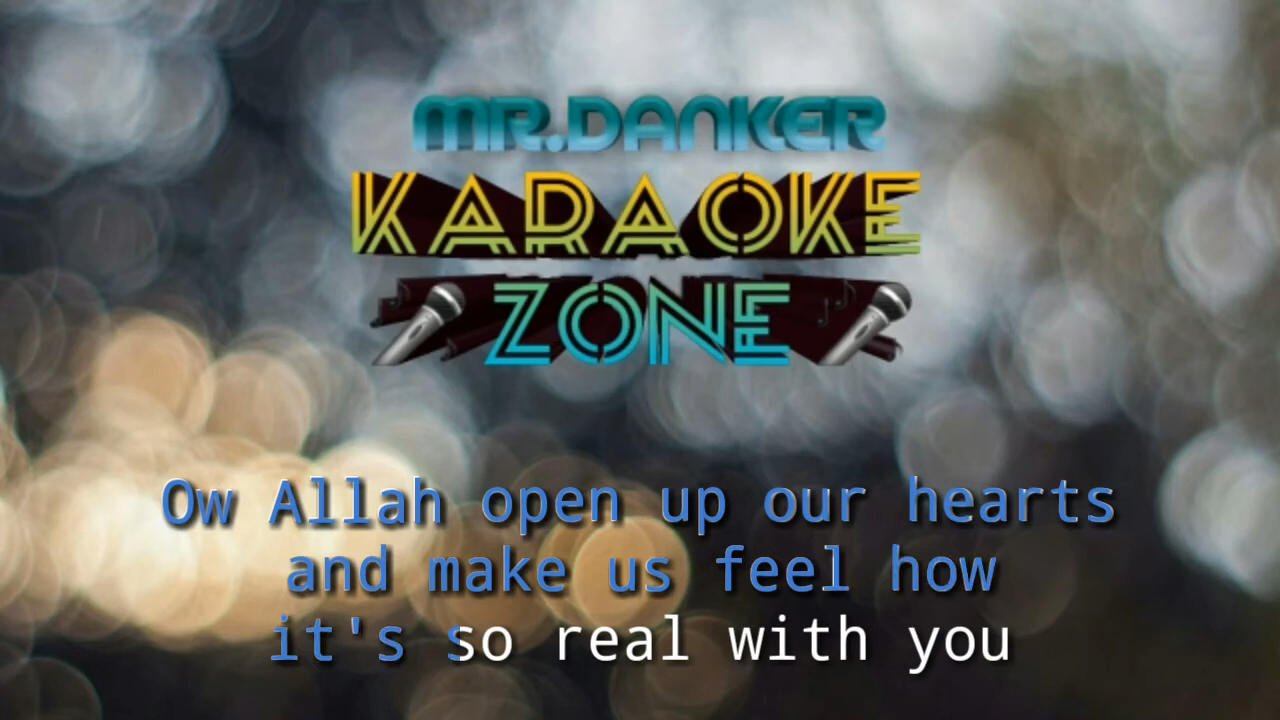 MR.DANKER
KARAOKE
ZONE
Ow Allah open up our hearts
and make us feel how
it's so real with you